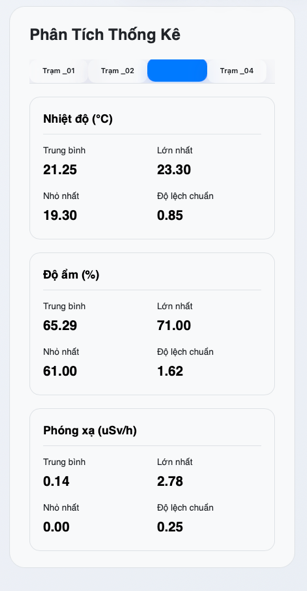 Phân Tích Thống Kê
Trạm _01 Trạm _02 Trạm _04
Nhiệt độ (°C)
Trung bình Lớn nhất
21.25 23.30
Nhỏ nhất Độ lệch chuẩn
19.30 0.85
Độ ẩm (%)
Trung bình Lớn nhất
65.29 71.00
Nhỏ nhất Độ lệch chuẩn
61.00 1.62
Phóng xạ (uSv/h)
Trung bình Lớn nhất
0.14 2.78
Nhỏ nhất Độ lệch chuẩn
0.00 0.25